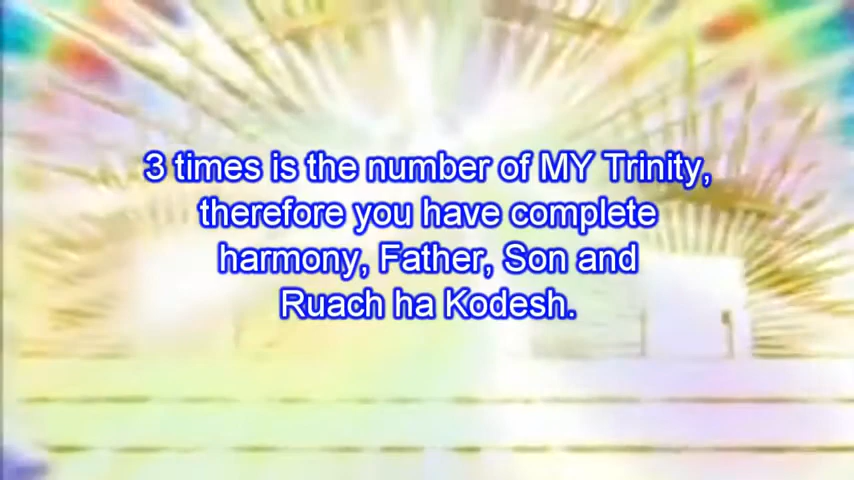 3 times is the number of MY Trinity,
therefore you have complete
harmony, Father, Son and
Ruach ha Kodesh.